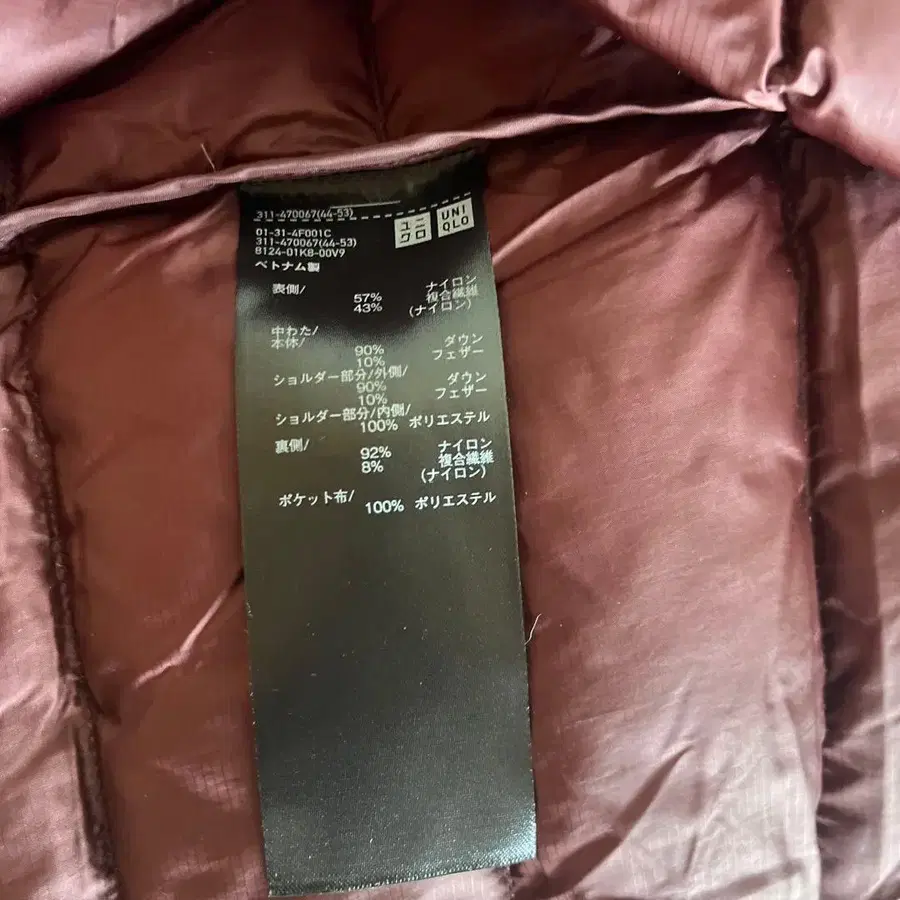 311-470067(44-53)
ユニクロ
UNIQLO
01-31-4F001C
311-470067(44-53)
8124-01K8-00V9
ベトナム製
表側/ 57% ナイロン
43% 複合繊維
(ナイロン)
中わた/
本体/ 90% ダウン
10% フェザー
ショルダー部分/外側/
90% ダウン
10% フェザー
ショルダー部分/内側/
100% ポリエステル
裏側/ 92% ナイロン
8% 複合繊維
(ナイロン)
ポケット布/ 100% ポリエステル